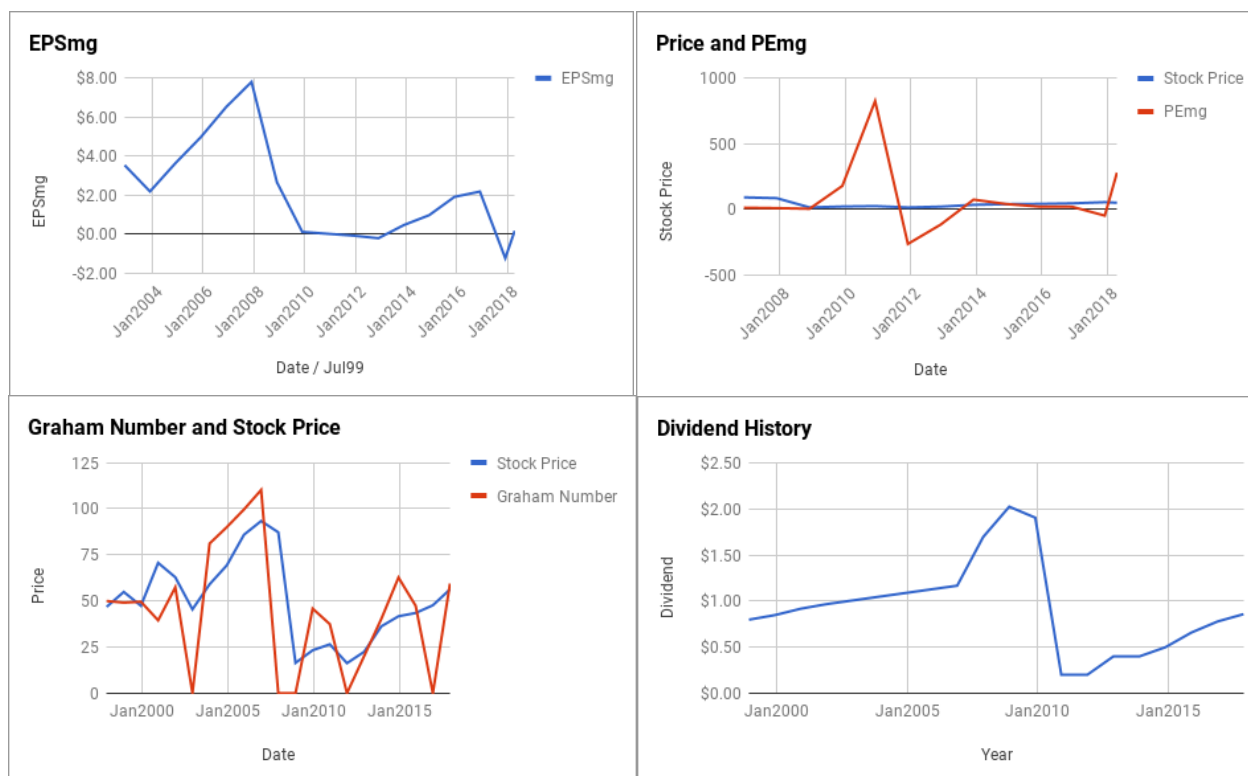 EPSmg
$8.00
$6.00
$4.00
$2.00
$0.00
-$2.00
EPSmg
Jan2004
Jan2006
Jan2008
Jan2010
Jan2012
Jan2014
Jan2016
Jan2018
Date / Jul99
EPSmg
Price and PEmg
1000
500
0
-500
Stock Price
Jan2008
Jan2010
Jan2012
Jan2014
Jan2016
Jan2018
Date
Stock Price
PEmg
Graham Number and Stock Price
125
100
75
50
25
0
Price
Jan2000
Jan2005
Jan2010
Jan2015
Date
Stock Price
Graham Number
Dividend History
$2.50
$2.00
$1.50
$1.00
$0.50
$0.00
Dividend
Jan2000
Jan2005
Jan2010
Jan2015
Year